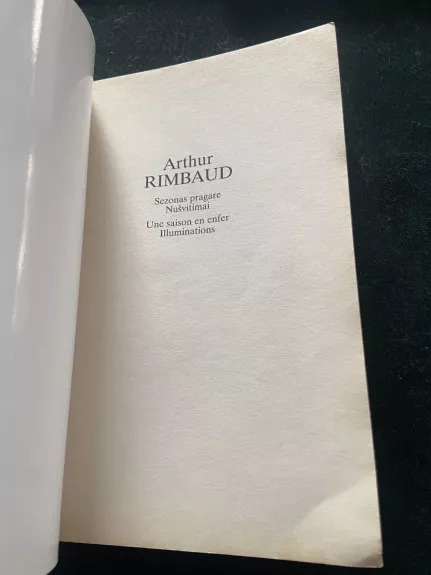 Arthur
RIMBAUD
Sezonas pragare
Nušvitimai
Une saison en enfer
Illuminations